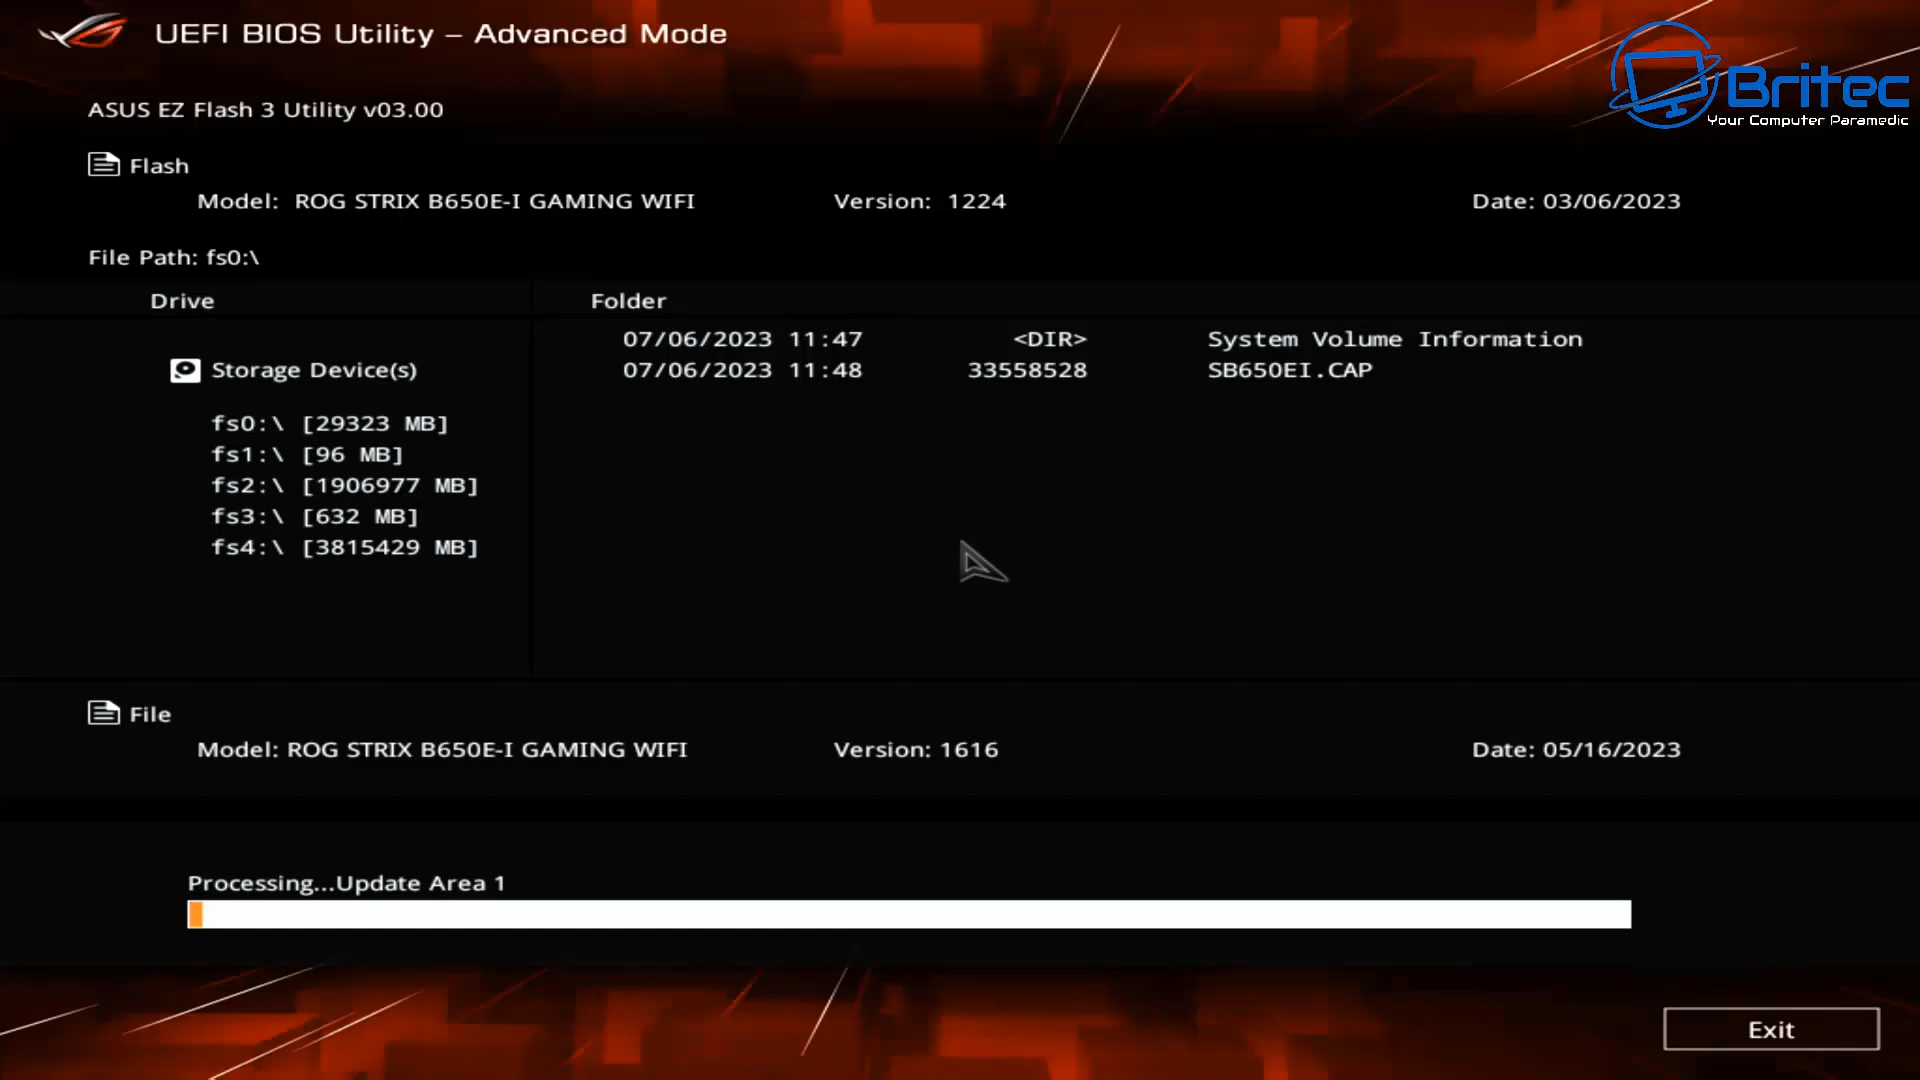 UEFI BIOS Utility – Advanced Mode
Britec
Your Computer Paramedic
ASUS EZ Flash 3 Utility v03.00
Flash
Model: ROG STRIX B650E-I GAMING WIFI Version: 1224 Date: 03/06/2023
File Path: fs0:\
Drive Folder
07/06/2023 11:47 <DIR> System Volume Information
Storage Device(s) 07/06/2023 11:48 33558528 SB650EI.CAP
fs0:\ [29323 MB]
fs1:\ [96 MB]
fs2:\ [1906977 MB]
fs3:\ [632 MB]
fs4:\ [3815429 MB]
File
Model: ROG STRIX B650E-I GAMING WIFI Version: 1616 Date: 05/16/2023
Processing...Update Area 1
Exit